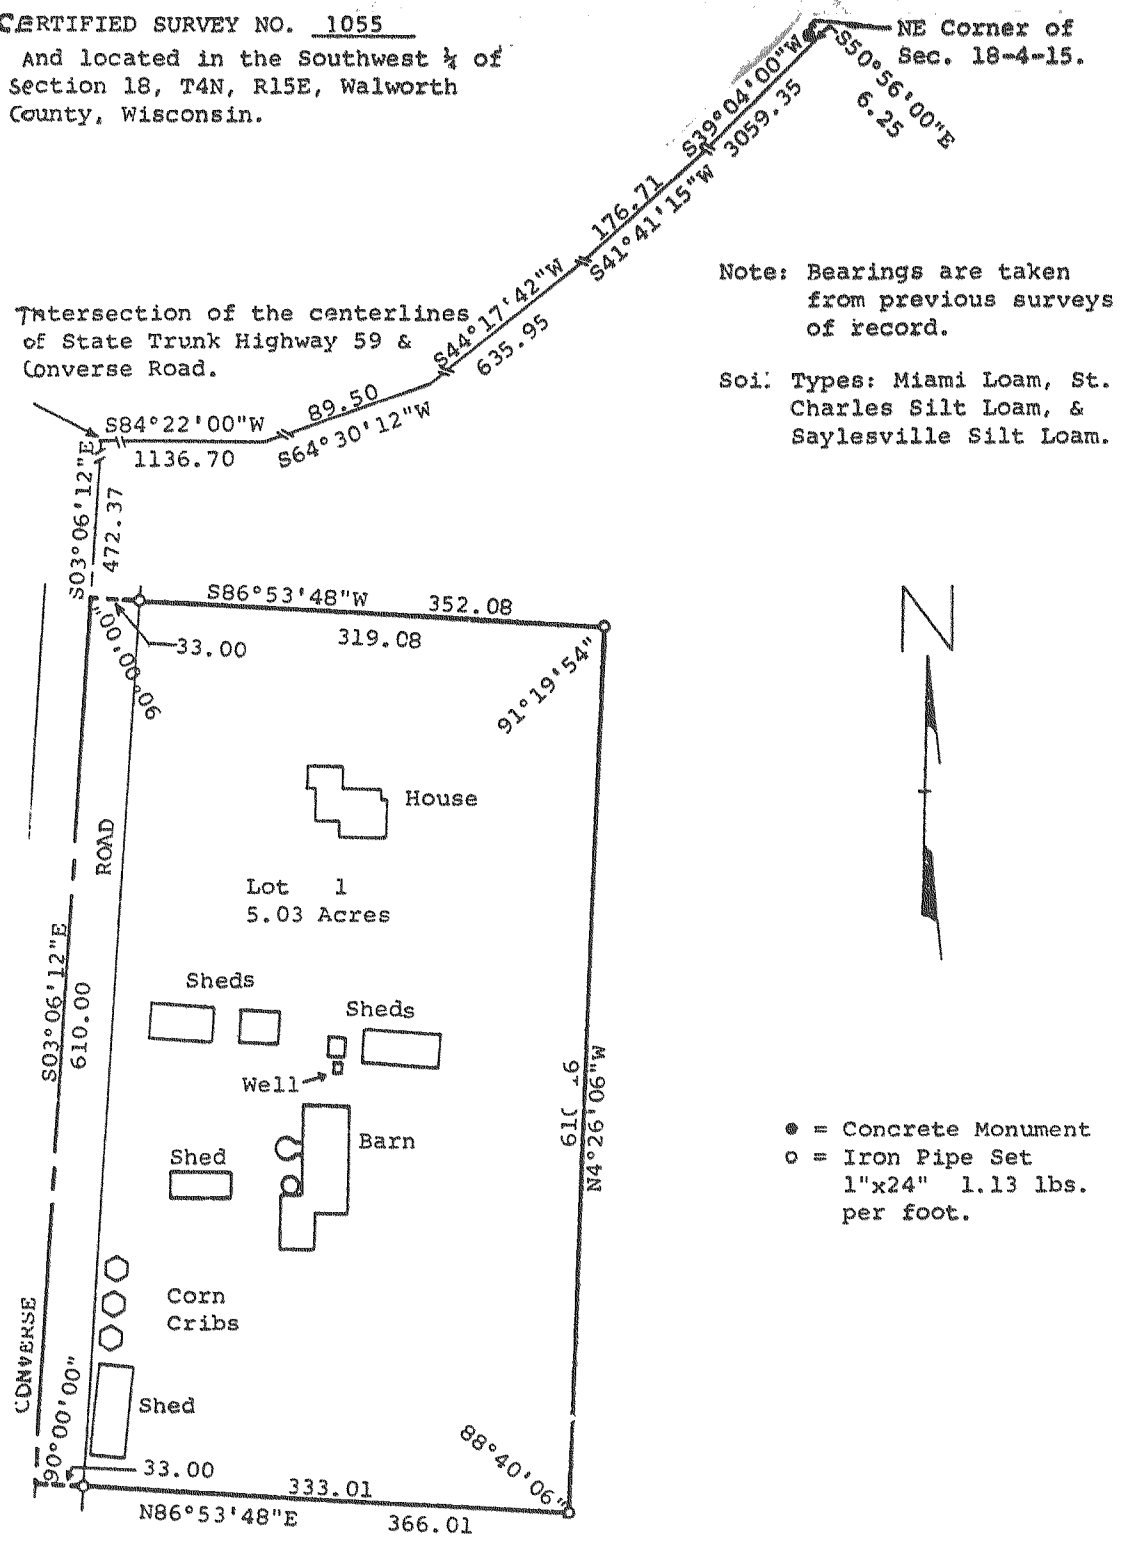 CERTIFIED SURVEY NO. 1055
And located in the Southwest ¼ of
Section 18, T4N, R15E, Walworth
County, Wisconsin.
NE Corner of
Sec. 18-4-15.
S50°56'00"E
6.25
S39°04'00"W
3059.35
176.71
S41°41'15"W
S44°17'42"W
635.95
Note: Bearings are taken
from previous surveys
of record.
Intersection of the centerlines
of State Trunk Highway 59 &
Converse Road.
Soil Types: Miami Loam, St.
Charles Silt Loam, &
Saylesville Silt Loam.
89.50
S64°30'12"W
S84°22'00"W
1136.70
S03°06'12"E
472.37
S86°53'48"W 352.08
319.08
33.00
90°00'00"
91°19'54"
N
House
ROAD
Lot 1
5.03 Acres
S03°06'12"E
610.00
Sheds
Sheds
Well
N4°26'06"W
Barn
Shed
● = Concrete Monument
o = Iron Pipe Set
1"x24" 1.13 lbs.
per foot.
Corn
Cribs
CONVERSE
90°00'00"
Shed
88°40'06"
33.00
333.01
N86°53'48"E
366.01